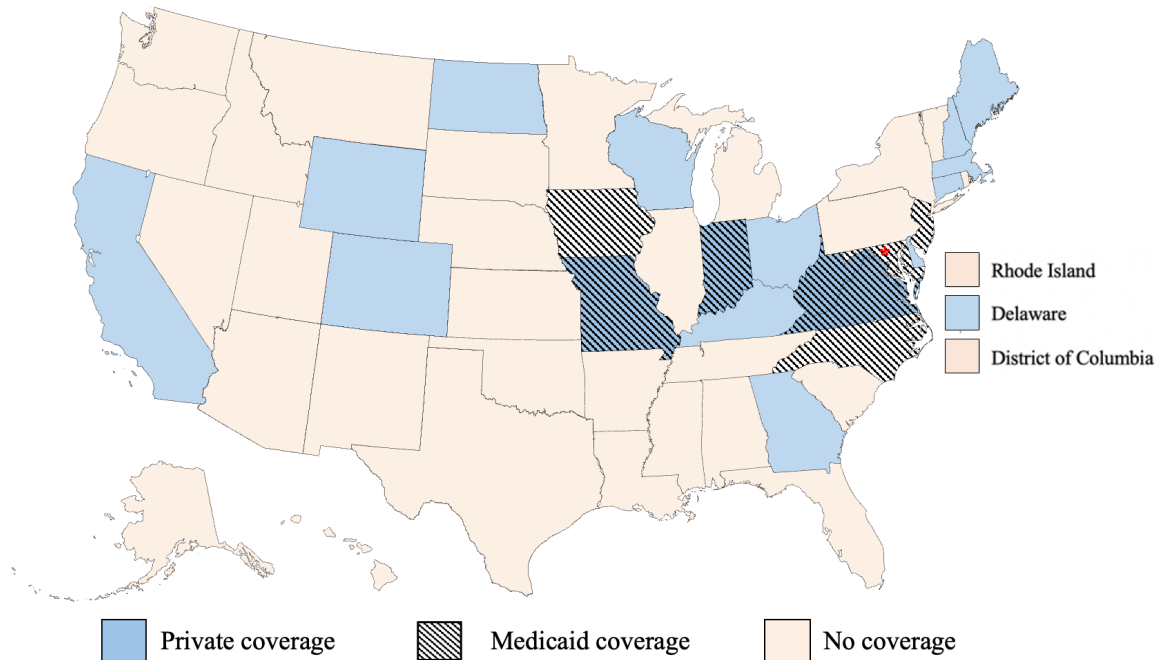 Rhode Island
Delaware
District of Columbia
Private coverage
Medicaid coverage
No coverage